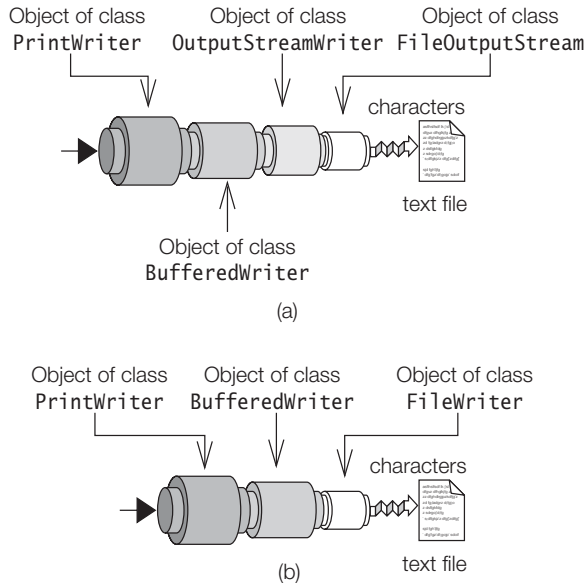 Object of class
PrintWriter
Object of class
OutputStreamWriter
Object of class
FileOutputStream
characters
text file
Object of class
BufferedWriter
(a)
Object of class
PrintWriter
Object of class
BufferedWriter
Object of class
FileWriter
characters
text file
(b)